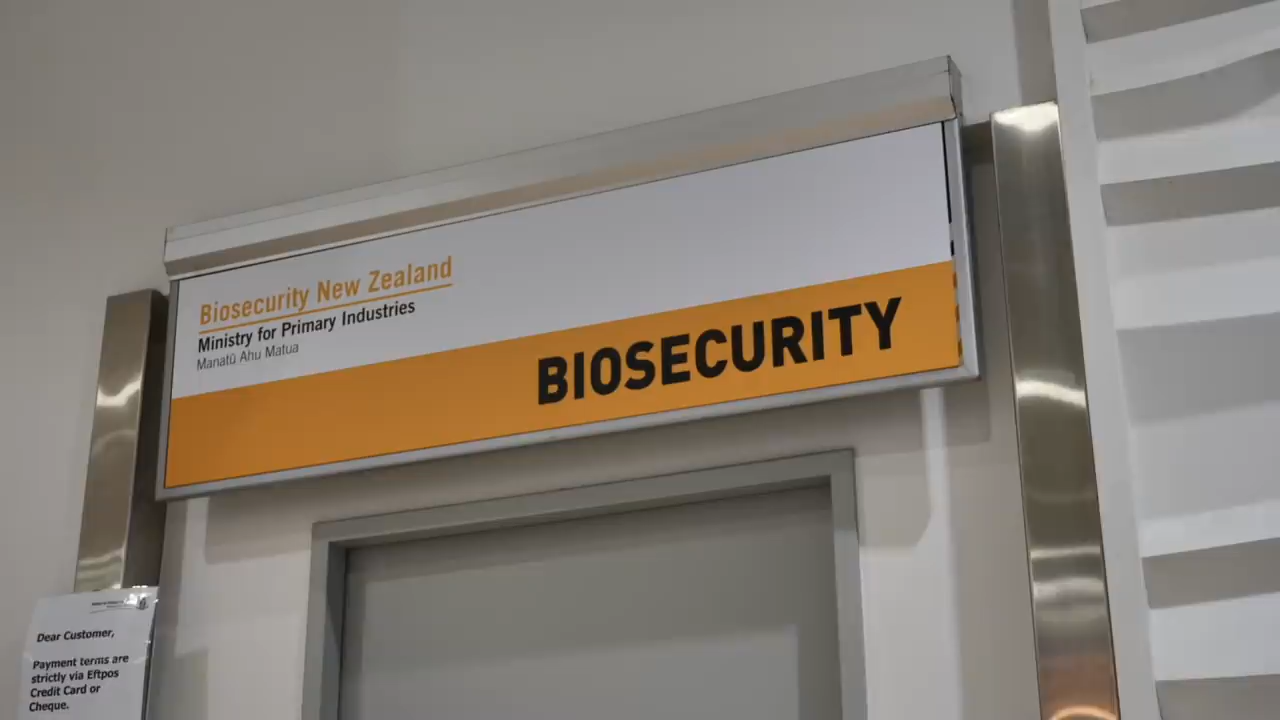 Biosecurity New Zealand
Ministry for Primary Industries
Manatū Ahu Matua
BIOSECURITY
Dear Customer,
Payment terms are
strictly via Eftpos
Credit Card or
Cheque.